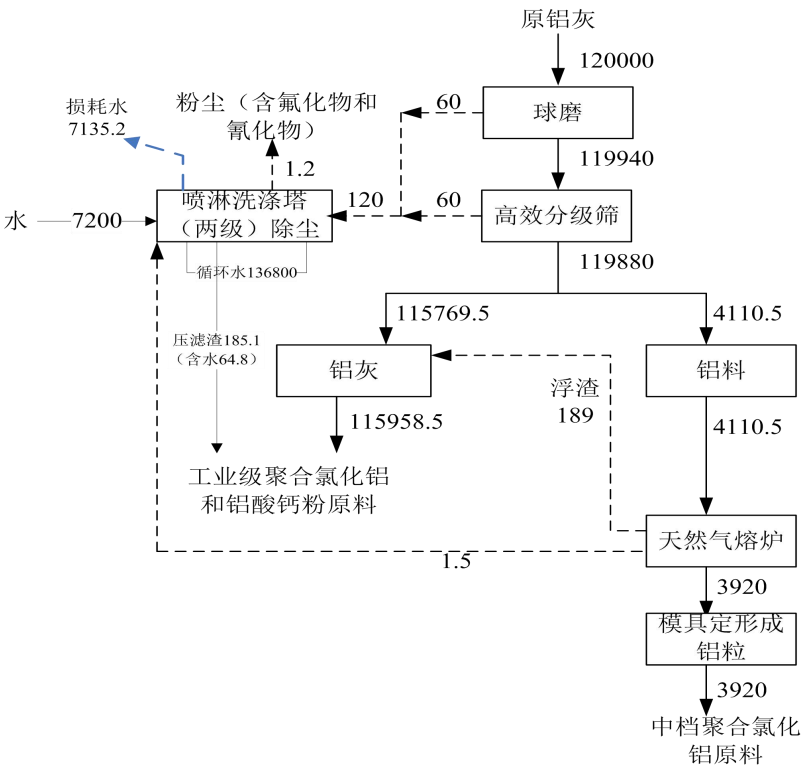 原铝灰
120000
球磨
60
119940
损耗水
7135.2
粉尘（含氟化物和
氰化物）
1.2
水
7200
喷淋洗涤塔
（两级）除尘
120
60
高效分级筛
119880
循环水136800
115769.5
4110.5
压滤渣185.1
（含水64.8）
铝灰
铝料
浮渣
189
115958.5
4110.5
工业级聚合氯化铝
和铝酸钙粉原料
天然气熔炉
1.5
3920
模具定形成
铝粒
3920
中档聚合氯化
铝原料